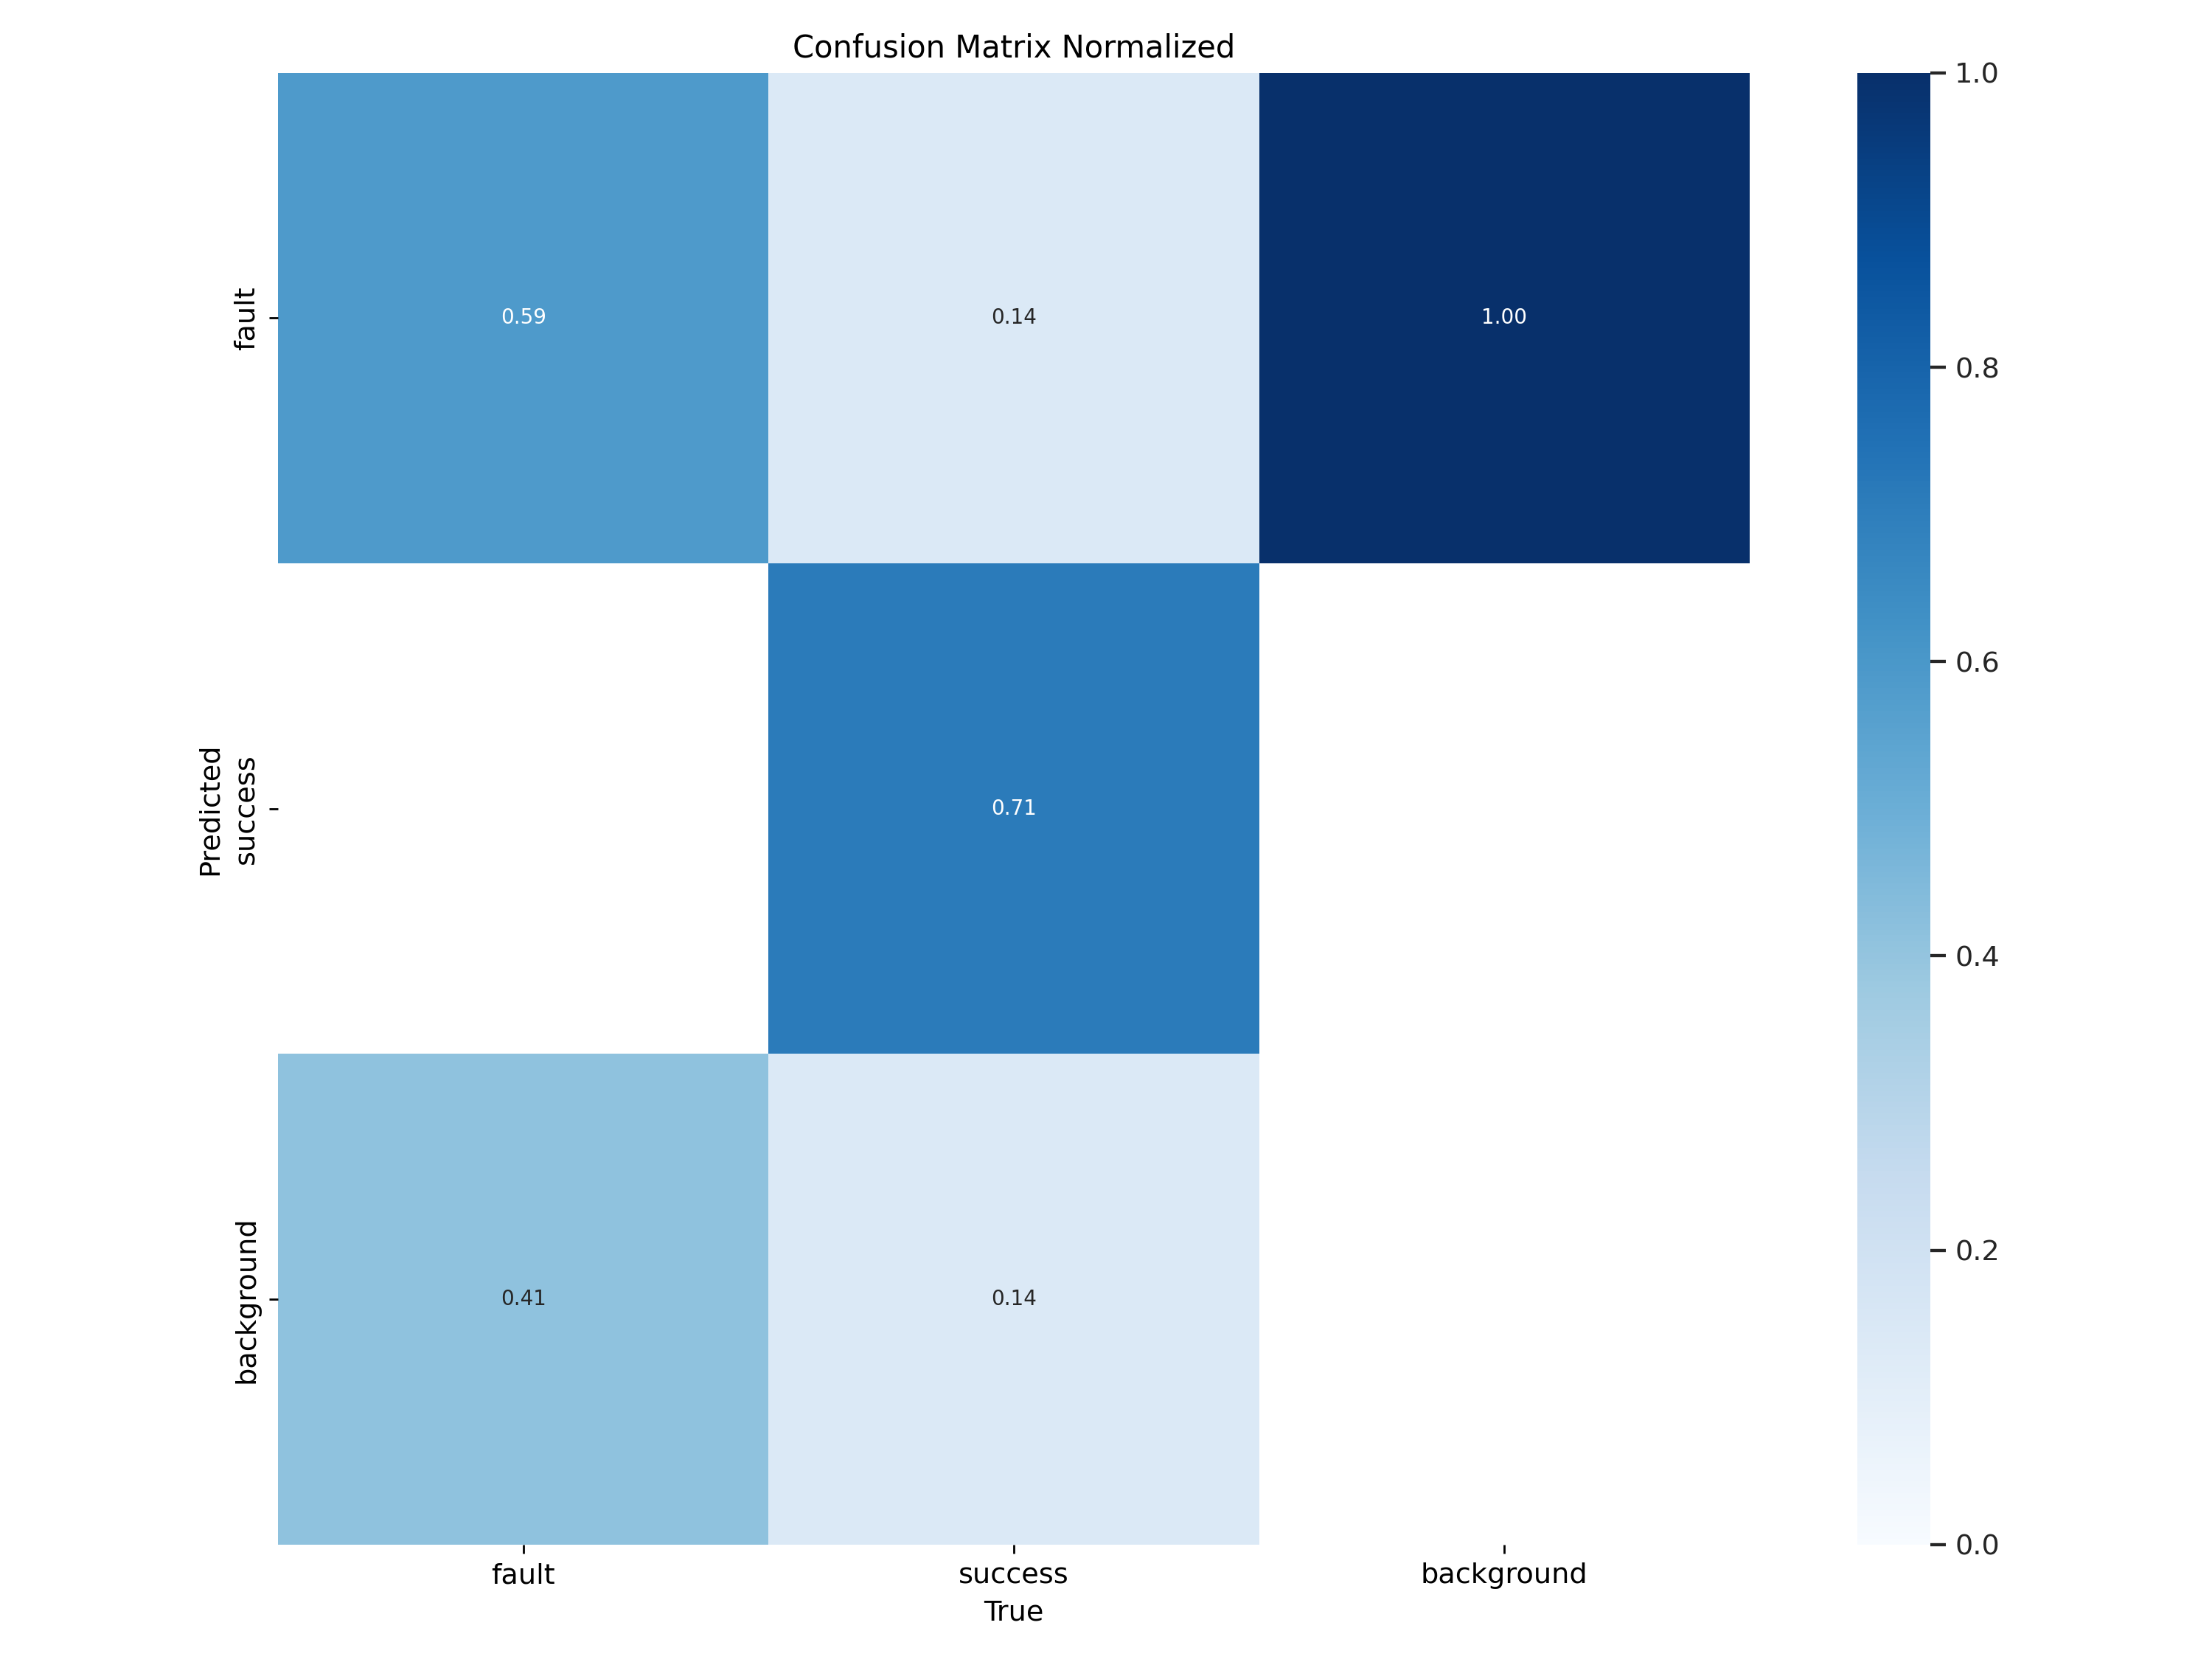 Confusion Matrix Normalized
fault
0.59
0.14
1.00
Predicted
success
0.71
background
0.41
0.14
fault
success
background
True
1.0
0.8
0.6
0.4
0.2
0.0